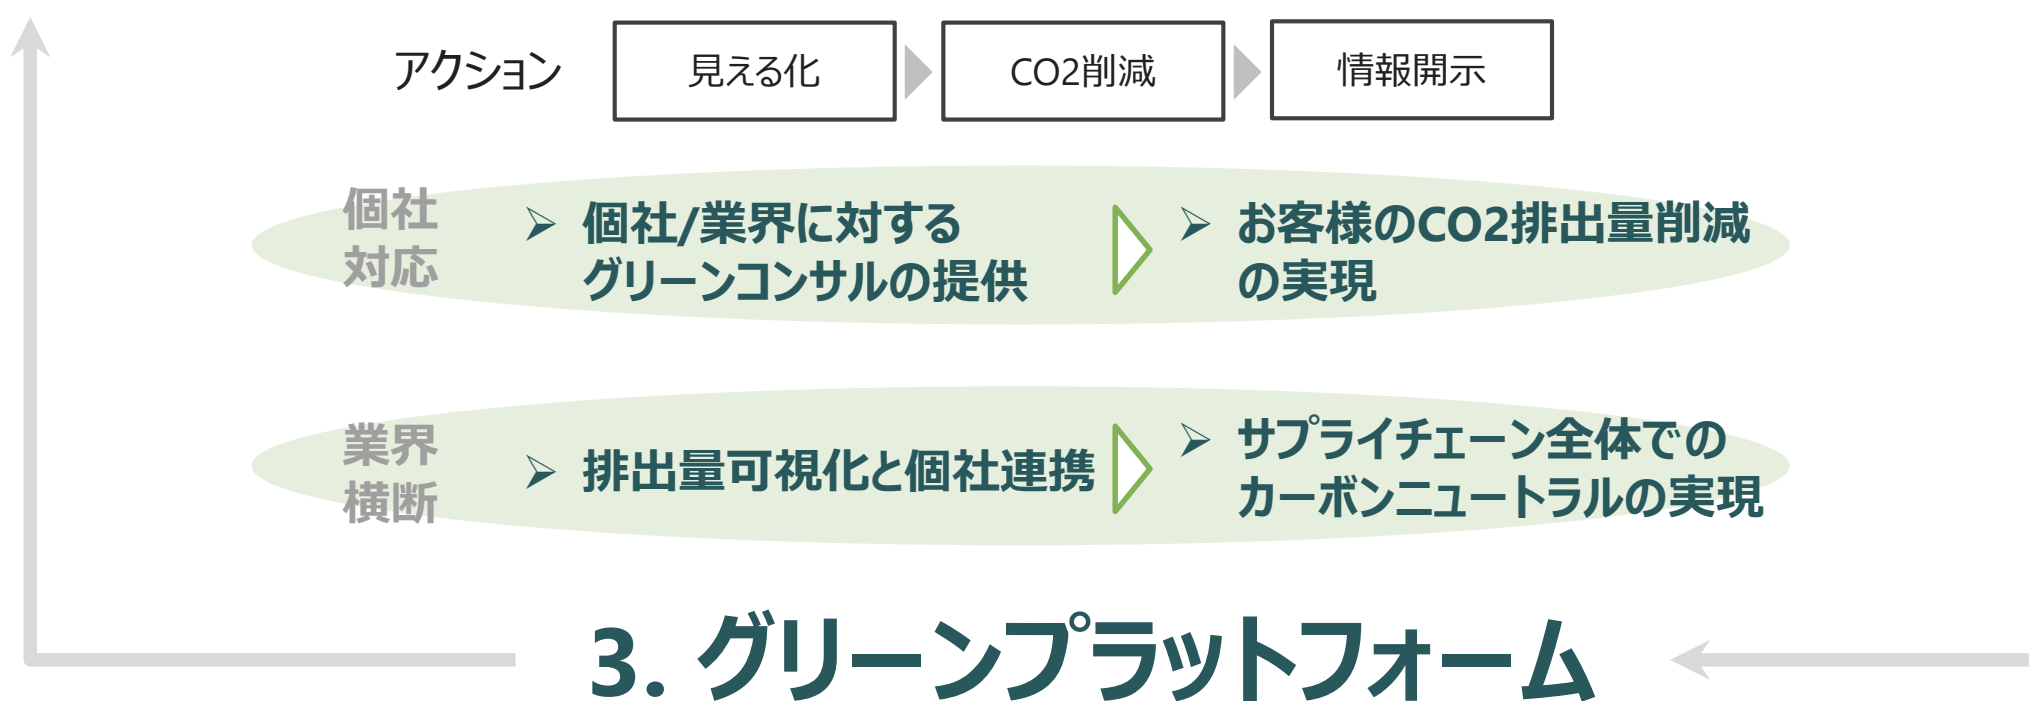 アクション 見える化 CO2削減 情報開示
個社
対応
➢ 個社/業界に対する
グリーンコンサルの提供
➢ お客様のCO2排出量削減
の実現
業界
横断
➢ 排出量可視化と個社連携
➢ サプライチェーン全体での
カーボンニュートラルの実現
3. グリーンプラットフォーム